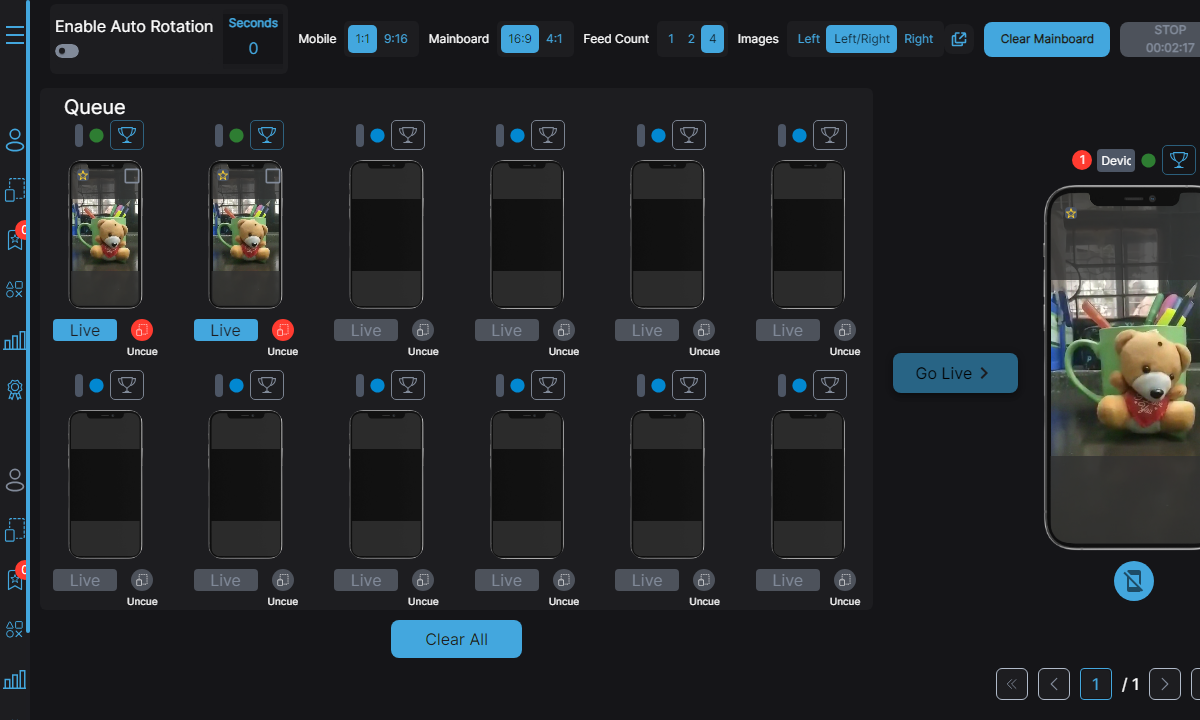 Enable Auto Rotation
Seconds
0
Mobile 1:1 9:16 Mainboard 16:9 4:1 Feed Count 1 2 4 Images Left Left/Right Right
Clear Mainboard
STOP
00:02:17
Queue
1 Devic
Live Live Live Live Live Live
Uncue Uncue Uncue Uncue Uncue Uncue
Go Live
Live Live Live Live Live Live
Uncue Uncue Uncue Uncue Uncue Uncue
Clear All
1 / 1